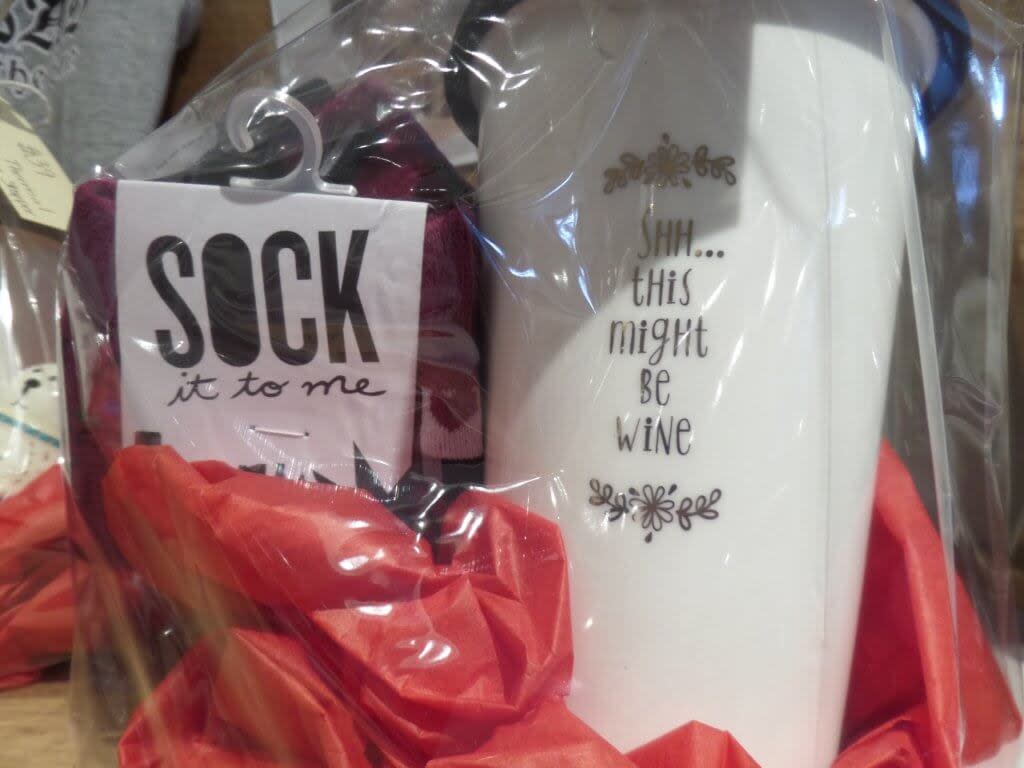 SOCK
it to me
SHH...
this
might
BE
WINE